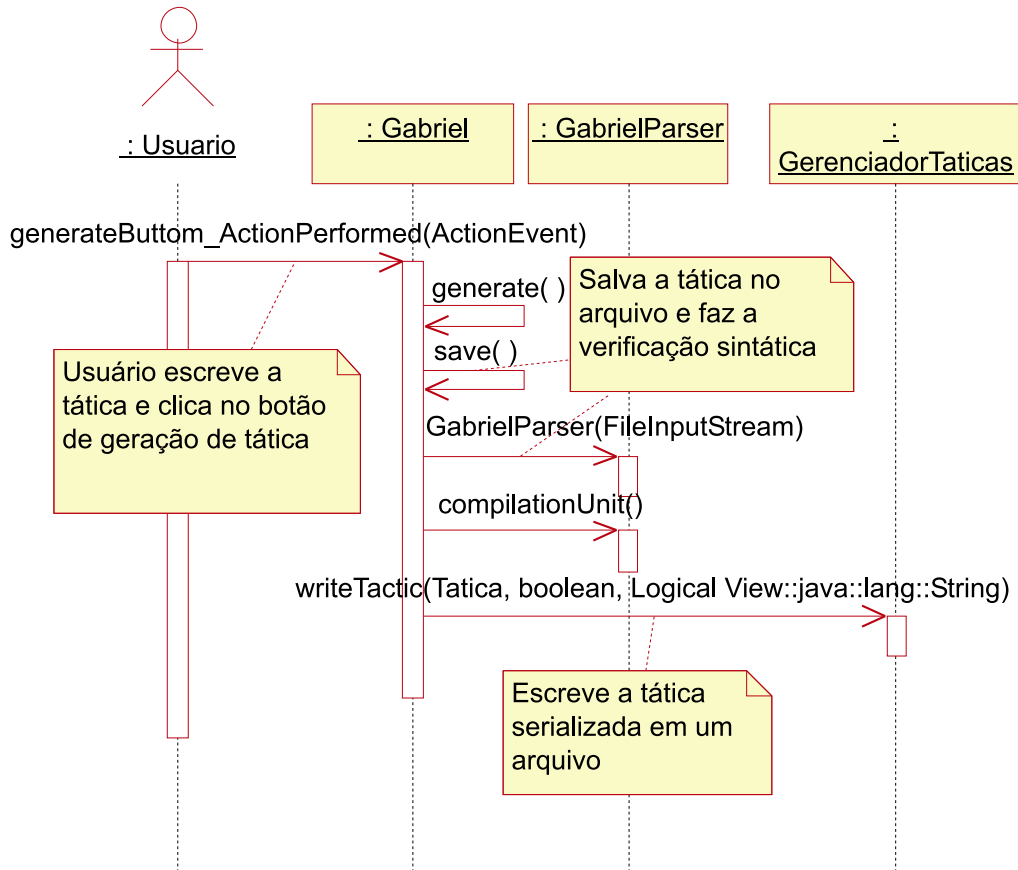 : Usuario
: Gabriel
: GabrielParser
:
GerenciadorTaticas
generateButtom_ActionPerformed(ActionEvent)
generate( )
Salva a tática no
arquivo e faz a
verificação sintática
save( )
Usuário escreve a
tática e clica no botão
de geração de tática
GabrielParser(FileInputStream)
compilationUnit()
writeTactic(Tatica, boolean, Logical View::java::lang::String)
Escreve a tática
serializada em um
arquivo